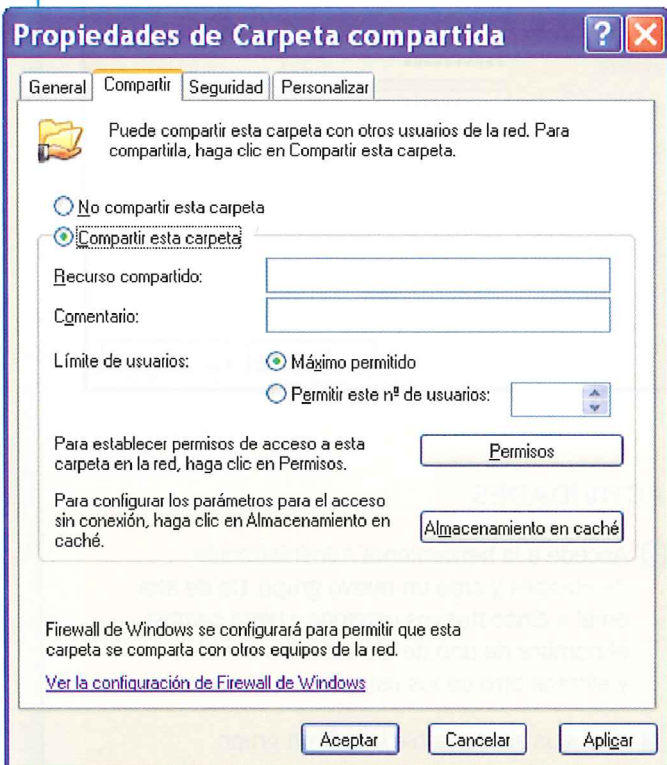 Propiedades de Carpeta compartida
General Compartir Seguridad Personalizar
Puede compartir esta carpeta con otros usuarios de la red. Para
compartirla, haga clic en Compartir esta carpeta.
No compartir esta carpeta
Compartir esta carpeta
Recurso compartido:
Comentario:
Límite de usuarios:
Máximo permitido
Permitir este nº de usuarios:
Para establecer permisos de acceso a esta
carpeta en la red, haga clic en Permisos.
Permisos
Para configurar los parámetros para el acceso
sin conexión, haga clic en Almacenamiento en
caché.
Almacenamiento en caché
Firewall de Windows se configurará para permitir que esta
carpeta se comparta con otros equipos de la red.
Ver la configuración de Firewall de Windows
Aceptar Cancelar Aplicar